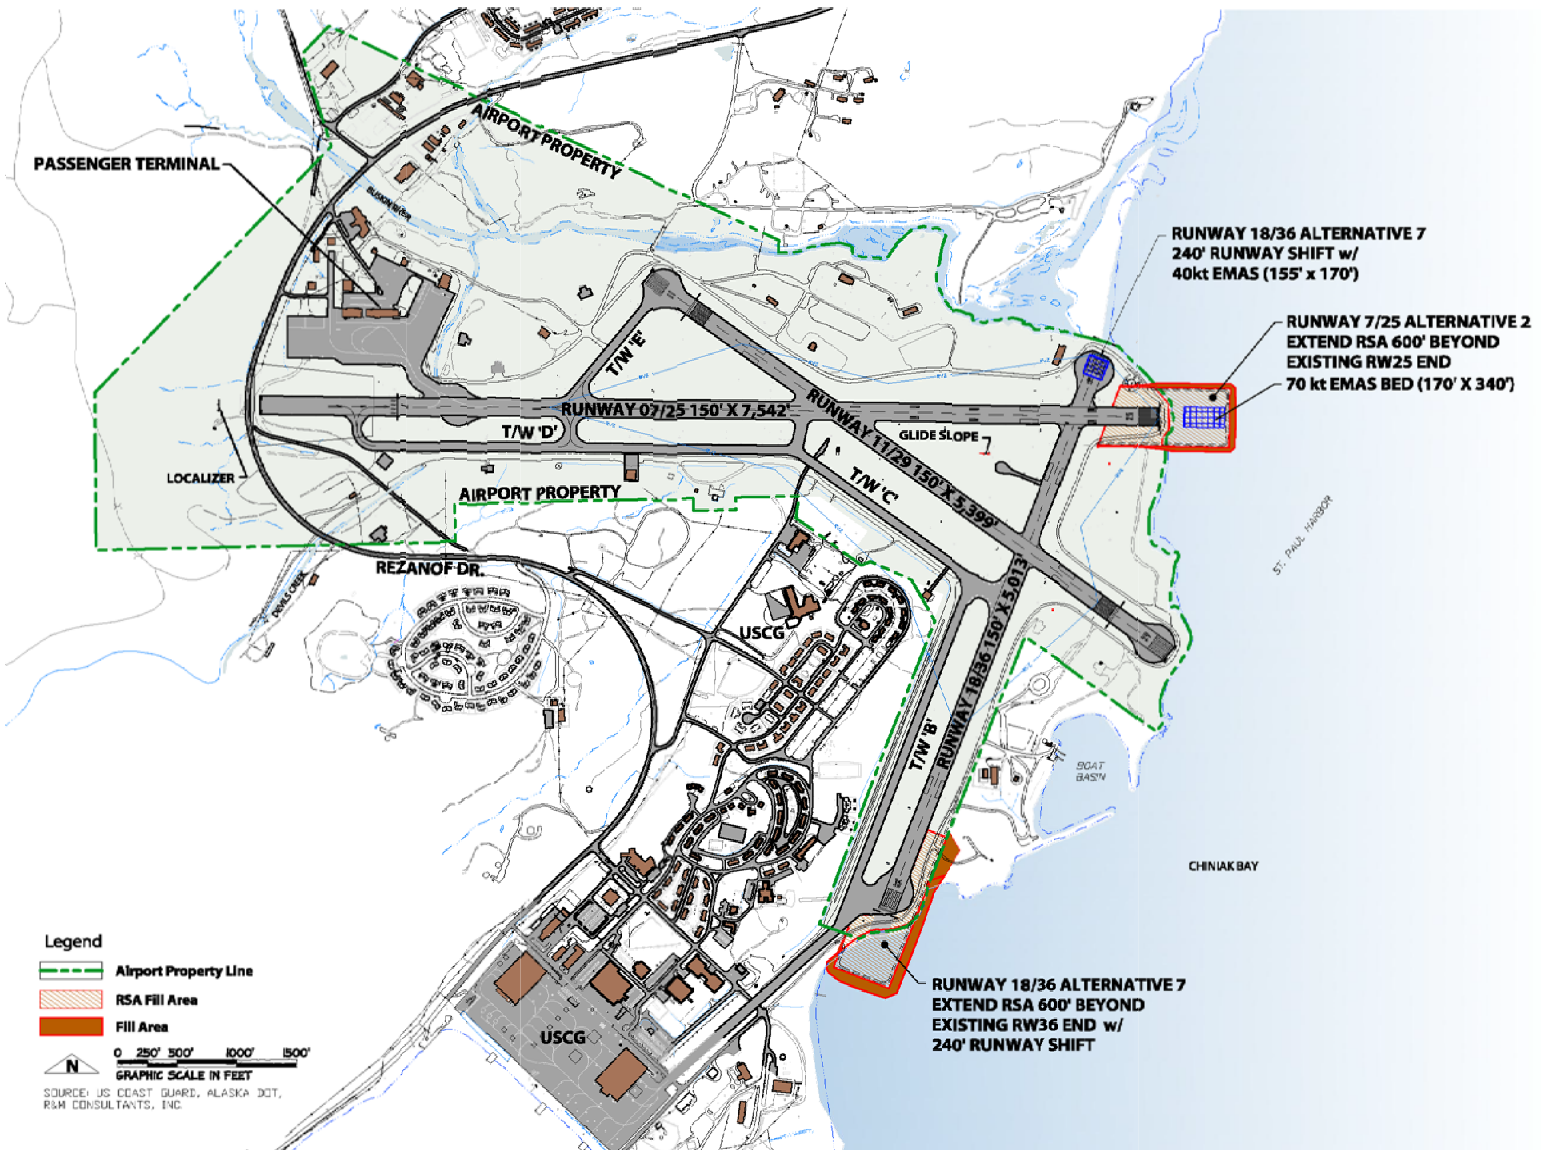 AIRPORT PROPERTY
PASSENGER TERMINAL
BUSKIN RIVER
RUNWAY 18/36 ALTERNATIVE 7
240' RUNWAY SHIFT w/
40kt EMAS (155' x 170')
RUNWAY 7/25 ALTERNATIVE 2
EXTEND RSA 600' BEYOND
EXISTING RW25 END
70 kt EMAS BED (170' X 340')
T/W 'E'
RUNWAY 07/25 150' X 7,542'
RUNWAY 11/29 150' X 5,399'
T/W 'D'
GLIDE SLOPE
T/W 'C'
LOCALIZER
AIRPORT PROPERTY
ST. PAUL HARBOR
REZANOF DR.
DEVILS CREEK
USCG
RUNWAY 18/36 150' X 5,013'
T/W 'B'
BOAT
BASIN
CHINIAK BAY
RUNWAY 18/36 ALTERNATIVE 7
EXTEND RSA 600' BEYOND
EXISTING RW36 END w/
240' RUNWAY SHIFT
USCG
Legend
Airport Property Line
RSA Fill Area
Fill Area
N
0 250' 500' 1000' 1500'
GRAPHIC SCALE IN FEET
SOURCE: US COAST GUARD, ALASKA DOT,
R&M CONSULTANTS, INC.